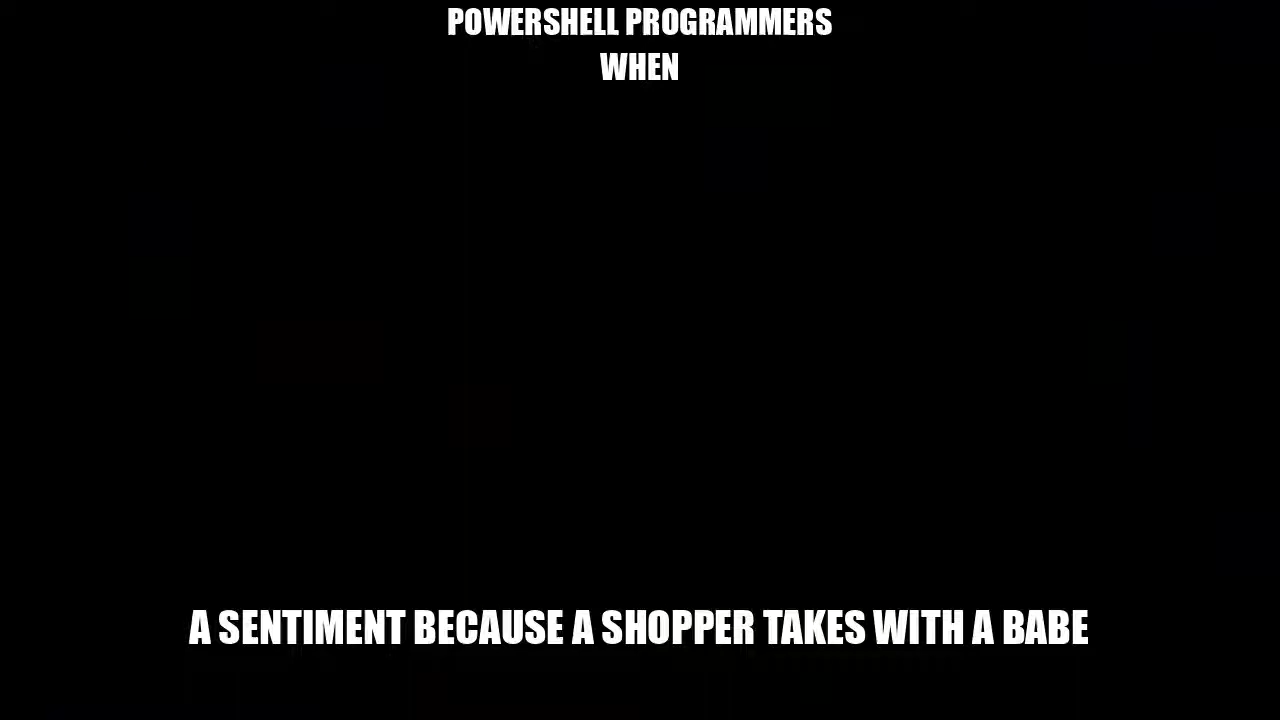 POWERSHELL PROGRAMMERS
WHEN
A SENTIMENT BECAUSE A SHOPPER TAKES WITH A BABE